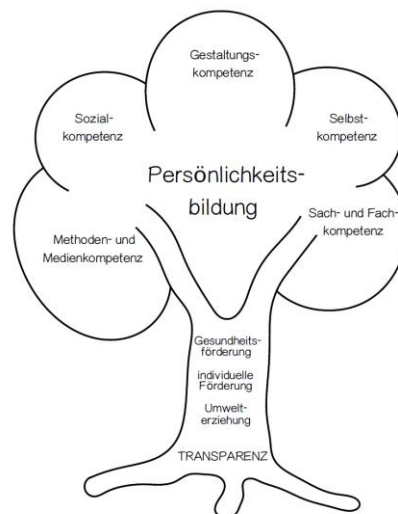 Gestaltungs-
kompetenz
Sozial-
kompetenz
Selbst-
kompetenz
Persönlichkeits-
bildung
Methoden- und
Medienkompetenz
Sach- und Fach-
kompetenz
Gesundheits-
förderung
individuelle
Förderung
Umwelt-
erziehung
TRANSPARENZ